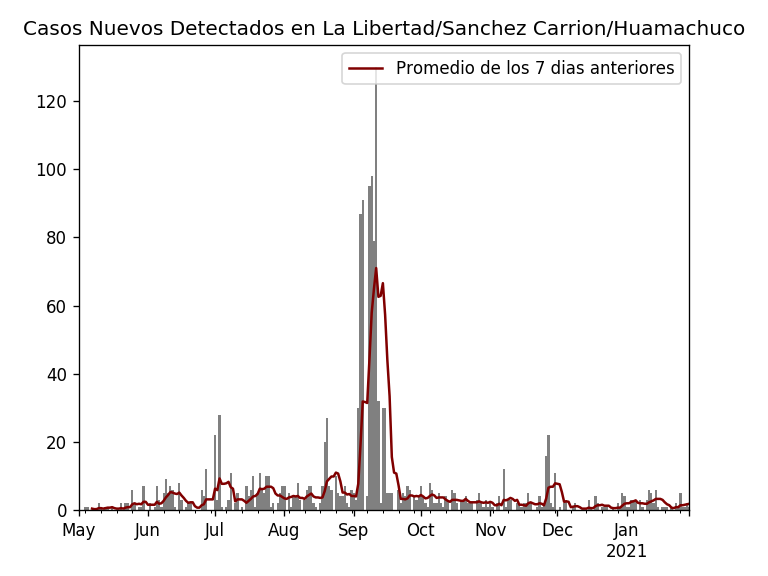 Casos Nuevos Detectados en La Libertad/Sanchez Carrion/Huamachuco
Promedio de los 7 dias anteriores
120
100
80
60
40
20
0
May Jun Jul Aug Sep Oct Nov Dec Jan
2021